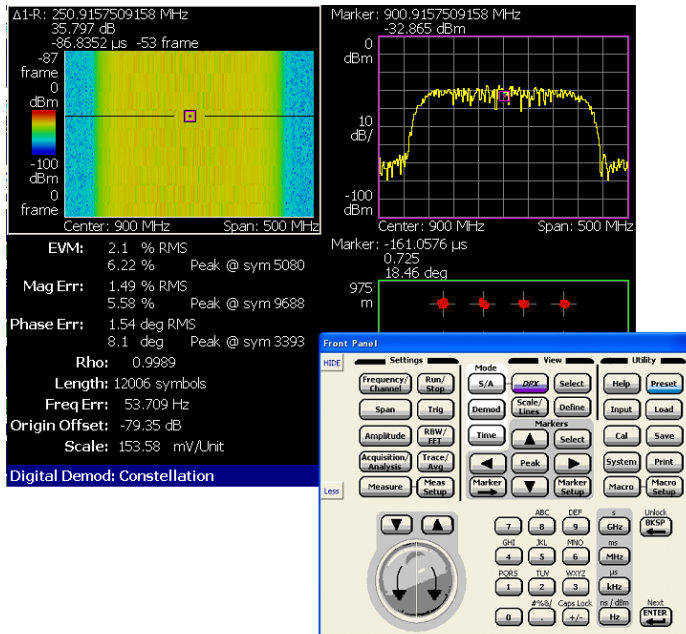 Δ1-R: 250.9157509158 MHz
35.797 dB
-86.8352 µs -53 frame
-87
frame
0
dBm
-100
dBm
0
frame
Center: 900 MHz Span: 500 MHz
Marker: 900.9157509158 MHz
-32.865 dBm
0
dBm
10
dB/
-100
dBm
Center: 900 MHz Span: 500 MHz
EVM: 2.1 % RMS
6.22 % Peak @ sym 5080
Mag Err: 1.49 % RMS
5.58 % Peak @ sym 9688
Phase Err: 1.54 deg RMS
8.1 deg Peak @ sym 3393
Rho: 0.9989
Length: 12006 symbols
Freq Err: 53.709 Hz
Origin Offset: -79.35 dB
Scale: 153.58 mV/Unit
Digital Demod: Constellation
Marker: -161.0576 µs
0.725
18.46 deg
975
m
Front Panel
HIDE
Less
Settings
Frequency/
Channel
Run/
Stop
Span
Trig
Amplitude
RBW/
FFT
Acquisition/
Analysis
Trace/
Avg
Measure
Meas
Setup
Mode
S/A
Demod
Time
View
DPX
Select
Scale/
Lines
Define
Markers
Select
Peak
Marker
Marker
Setup
Utility
Help
Preset
Input
Load
Cal
Save
System
Print
Macro
Macro
Setup
ABC DEF s Unlock
7 8 9 GHz BKSP
GHI JKL MNO ms
4 5 6 MHz
PQRS TUV WXYZ µs
1 2 3 kHz
#%&/ Caps Lock ns / dBm Next
0 . +/- Hz ENTER